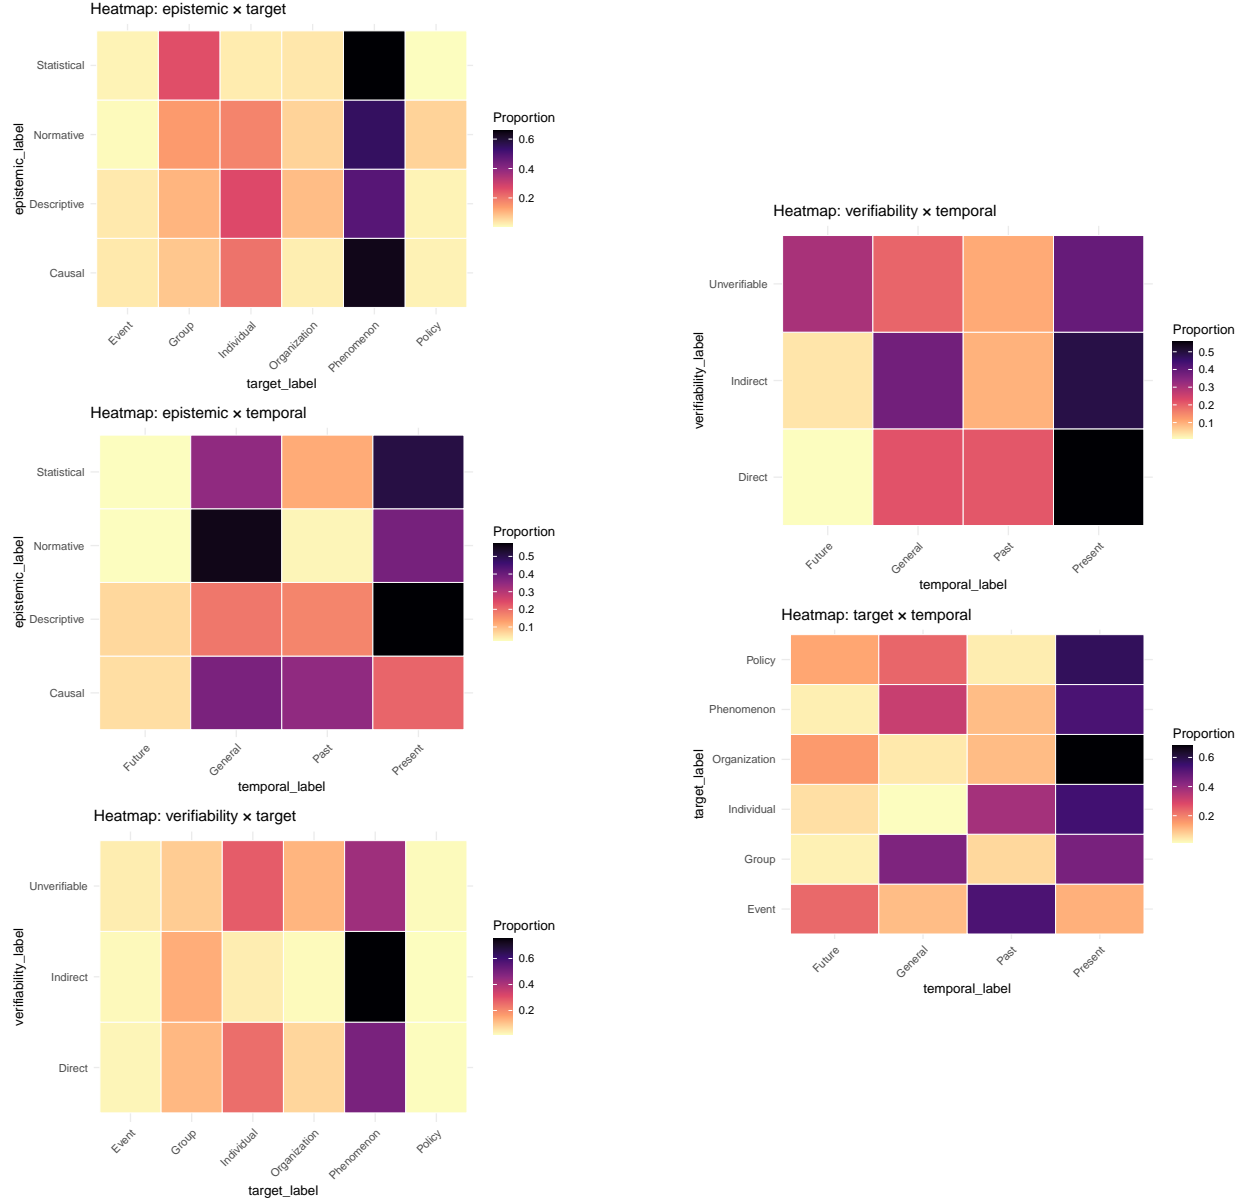 Heatmap: epistemic × target
epistemic_label
Statistical
Normative
Descriptive
Causal
Event
Group
Individual
Organization
Phenomenon
Policy
target_label
Proportion
0.6
0.4
0.2
Heatmap: epistemic × temporal
epistemic_label
Statistical
Normative
Descriptive
Causal
Future
General
Past
Present
temporal_label
Proportion
0.5
0.4
0.3
0.2
0.1
Heatmap: verifiability × target
verifiability_label
Unverifiable
Indirect
Direct
Event
Group
Individual
Organization
Phenomenon
Policy
target_label
Proportion
0.6
0.4
0.2
Heatmap: verifiability × temporal
verifiability_label
Unverifiable
Indirect
Direct
Future
General
Past
Present
temporal_label
Proportion
0.5
0.4
0.3
0.2
0.1
Heatmap: target × temporal
target_label
Policy
Phenomenon
Organization
Individual
Group
Event
Future
General
Past
Present
temporal_label
Proportion
0.6
0.4
0.2